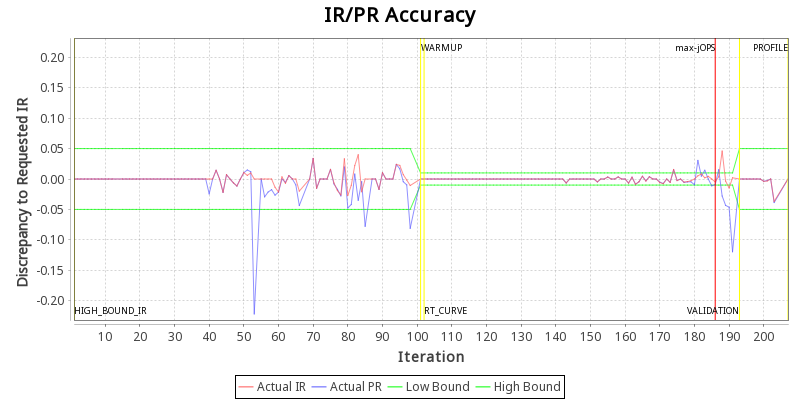 IR/PR Accuracy
Discrepancy to Requested IR
0.20
0.15
0.10
0.05
0.00
-0.05
-0.10
-0.15
-0.20
WARMUP
max-jOPS
PROFILE
HIGH_BOUND_IR
RT_CURVE
VALIDATION
10 20 30 40 50 60 70 80 90 100 110 120 130 140 150 160 170 180 190 200
Iteration
Actual IR Actual PR Low Bound High Bound